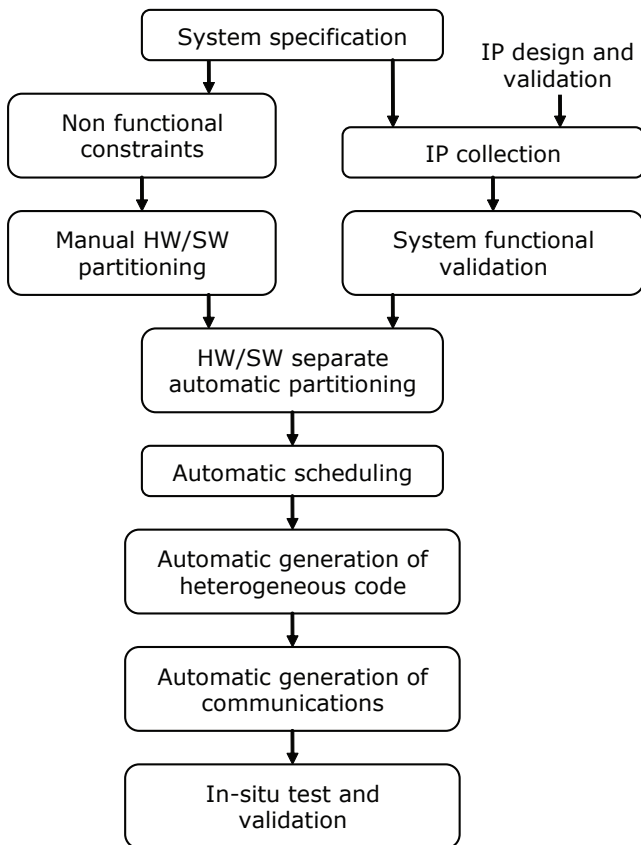 System specification
IP design and
validation
Non functional
constraints
IP collection
Manual HW/SW
partitioning
System functional
validation
HW/SW separate
automatic partitioning
Automatic scheduling
Automatic generation of
heterogeneous code
Automatic generation of
communications
In-situ test and
validation